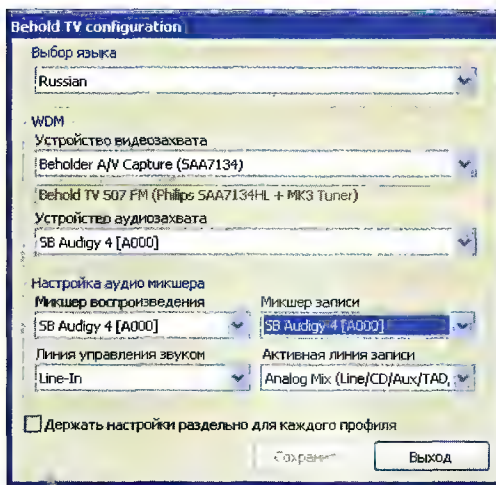 Behold TV configuration
Выбор языка
Russian
WDM
Устройство видеозахвата
Beholder A/V Capture (SAA7134)
Behold TV 507 FM (Philips SAA7134HL + MK3 Tuner)
Устройство аудиозахвата
SB Audigy 4 [A000]
Настройка аудио микшера
Микшер воспроизведения Микшер записи
SB Audigy 4 [A000] SB Audigy 4 [A000]
Линия управления звуком Активная линия записи
Line-In Analog Mix (Line/CD/Aux/TAD,
Держать настройки раздельно для каждого профиля
Сохранить Выход